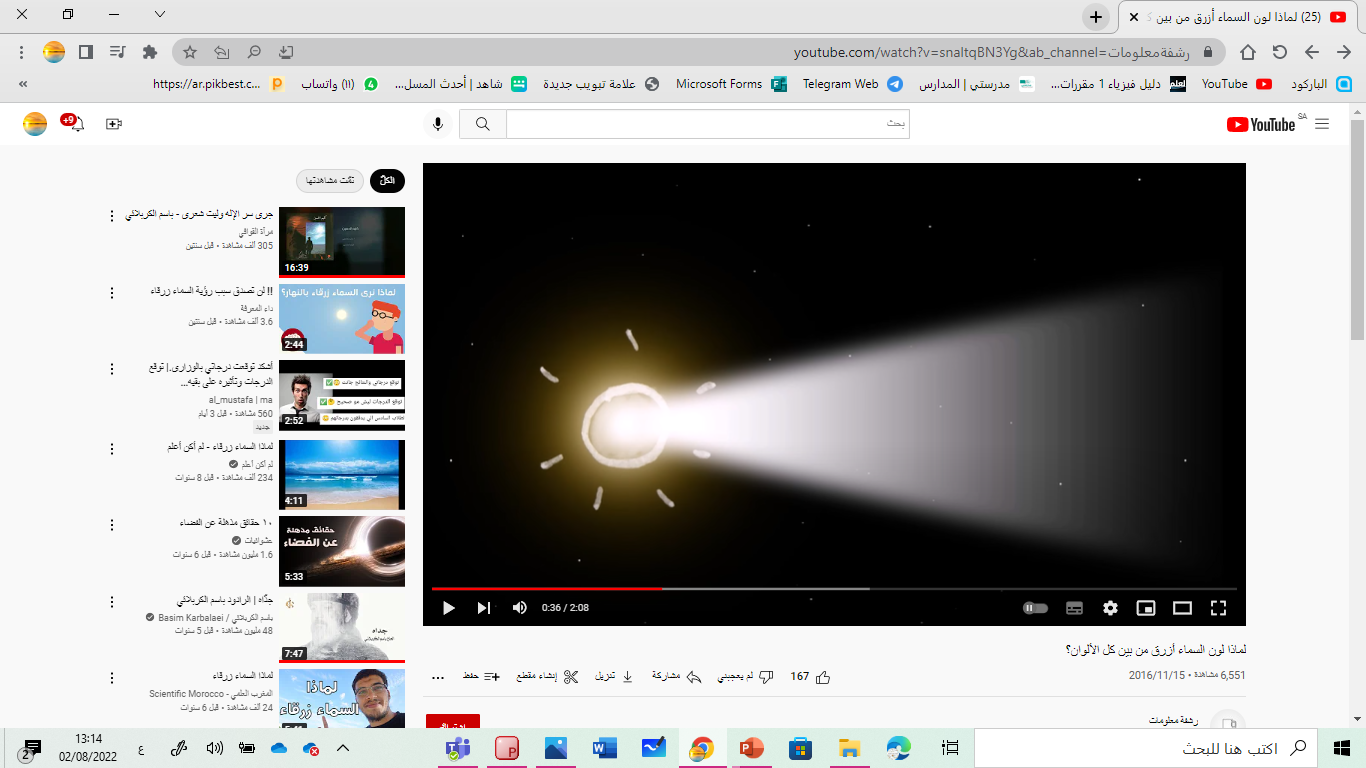 (25) لماذا لون السماء أزرق من بين ك
youtube.com/watch?v=snaltqBN3Yg&ab_channel=رشفةمعلومات
الباركود
YouTube
دليل فيزياء 1 مقررات...
مدرستي | المدارس
Telegram Web
Microsoft Forms
علامة تبويب جديدة
شاهد | أحدث المسل...
(١١) واتساب
https://ar.pikbest.c...
YouTube SA
بحث
+9
الكلّ
تمّت مشاهدتها
جرى سر الإله وليت شعرى - باسم الكربلائي
مرآة القوافي
305 ألف مشاهدة • قبل سنتين
16:39
!! لن تصدق سبب رؤية السماء زرقاء
داء المعرفة
3.6 ألف مشاهدة • قبل سنتين
لماذا نرى السماء زرقاء بالنهار؟
2:44
أشكد توقعت درجاتي بالوزاري.| توقع
الدرجات وتأثيره على بقيه...
al_mustafa | ma
560 مشاهدة • قبل 3 أيام
جديد
2:52
لماذا السماء زرقاء - لم أكن أعلم
لم أكن أعلم
234 ألف مشاهدة • قبل 8 سنوات
4:11
١٠ حقائق مذهلة عن الفضاء
عشوائيات
1.6 مليون مشاهدة • قبل 6 سنوات
حقائق مذهلة
عن الفضاء
5:33
جدّاه | الرادود باسم الكربلائي
باسم الكربلائي / Basim Karbalaei
48 مليون مشاهدة • قبل 5 سنوات
جداه
7:47
لماذا السماء زرقاء
المغرب العلمي - Scientific Morocco
24 ألف مشاهدة • قبل 6 سنوات
لماذا
السماء زرقاء
0:36 / 2:08
لماذا لون السماء أزرق من بين كل الألوان؟
6,551 مشاهدة • 2016/11/15
167
لم يعجبني
مشاركة
تنزيل
إنشاء مقطع
حفظ
رشفة معلومات
اكتب هنا للبحث
ع
13:14
02/08/2022
2